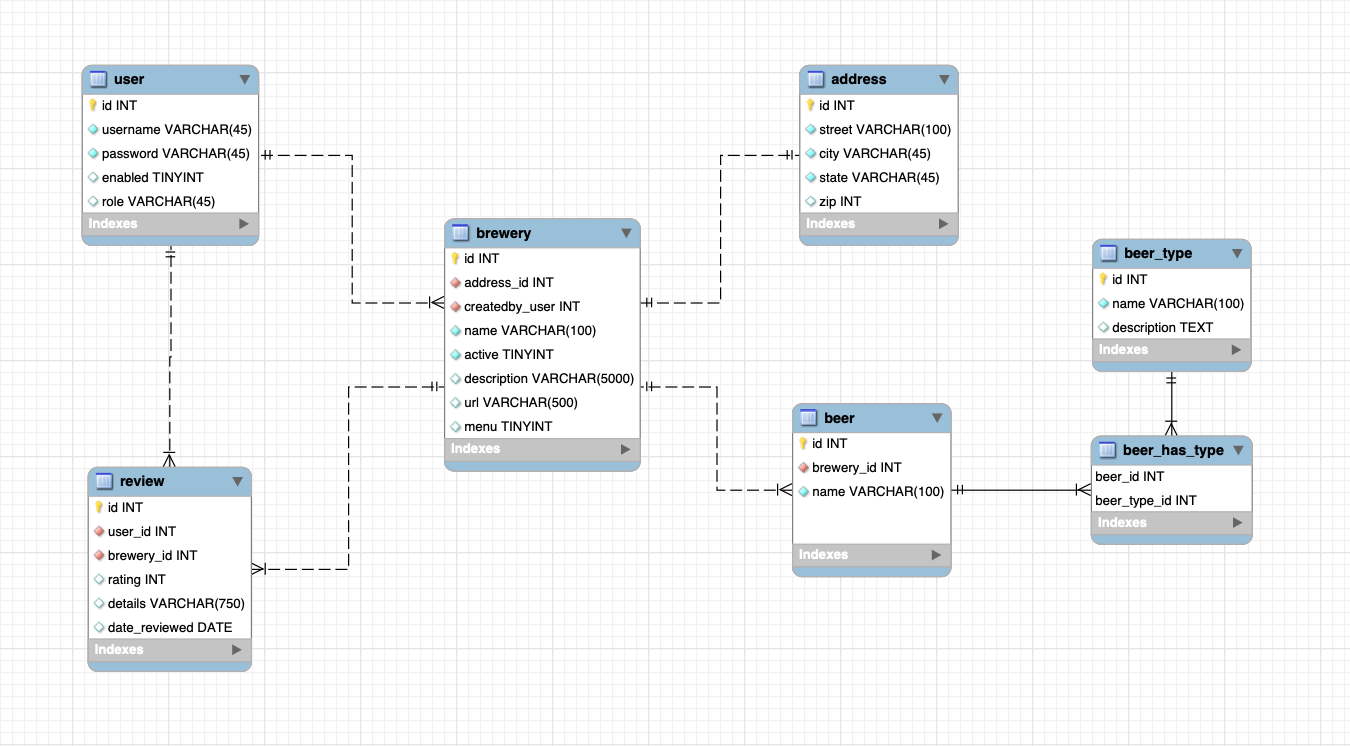 user
id INT
username VARCHAR(45)
password VARCHAR(45)
enabled TINYINT
role VARCHAR(45)
Indexes
address
id INT
street VARCHAR(100)
city VARCHAR(45)
state VARCHAR(45)
zip INT
Indexes
brewery
id INT
address_id INT
createdby_user INT
name VARCHAR(100)
active TINYINT
description VARCHAR(5000)
url VARCHAR(500)
menu TINYINT
Indexes
beer_type
id INT
name VARCHAR(100)
description TEXT
Indexes
beer
id INT
brewery_id INT
name VARCHAR(100)
Indexes
beer_has_type
beer_id INT
beer_type_id INT
Indexes
review
id INT
user_id INT
brewery_id INT
rating INT
details VARCHAR(750)
date_reviewed DATE
Indexes